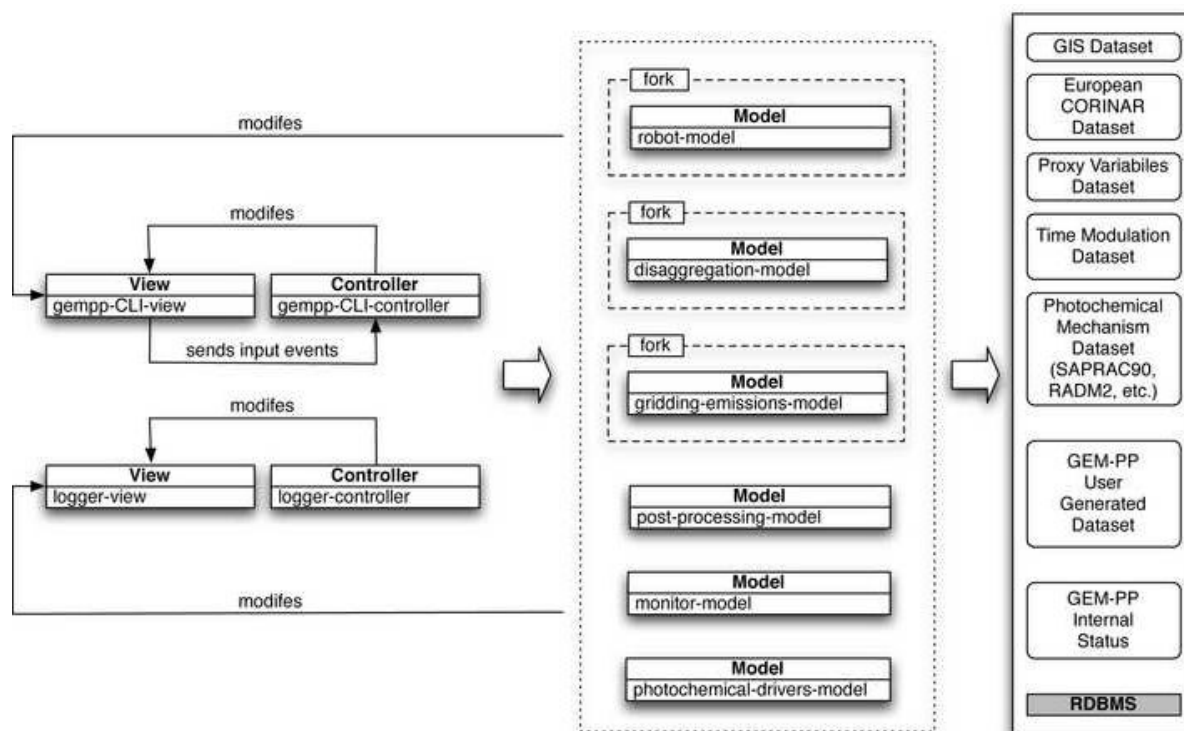 modifes
modifes
View
gempp-CLI-view
Controller
gempp-CLI-controller
sends input events
modifes
View
logger-view
Controller
logger-controller
modifes
fork
Model
robot-model
fork
Model
disaggregation-model
fork
Model
gridding-emissions-model
Model
post-processing-model
Model
monitor-model
Model
photochemical-drivers-model
GIS Dataset
European
CORINAR
Dataset
Proxy Variabiles
Dataset
Time Modulation
Dataset
Photochemical
Mechanism
Dataset
(SAPRAC90,
RADM2, etc.)
GEM-PP
User
Generated
Dataset
GEM-PP
Internal
Status
RDBMS